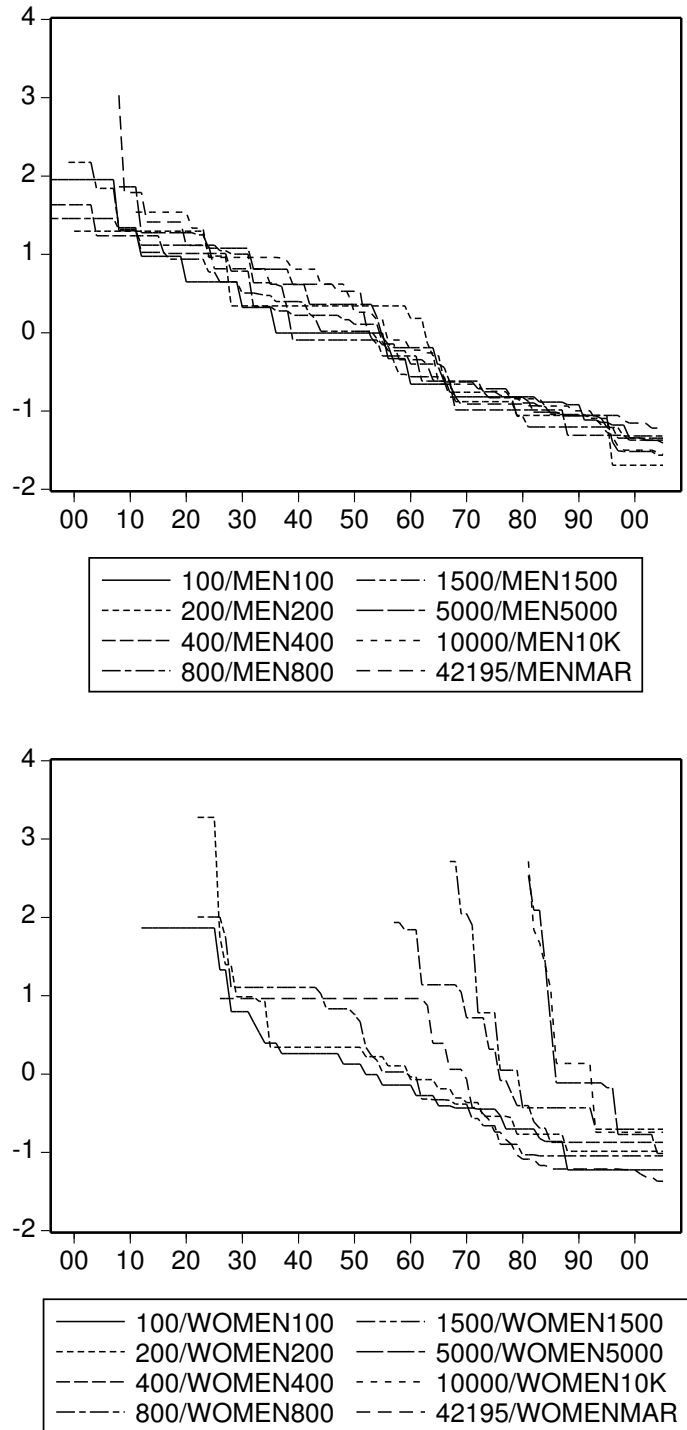 4
3
2
1
0
-1
-2
00 10 20 30 40 50 60 70 80 90 00
100/MEN100 1500/MEN1500
200/MEN200 5000/MEN5000
400/MEN400 10000/MEN10K
800/MEN800 42195/MENMAR
4
3
2
1
0
-1
-2
00 10 20 30 40 50 60 70 80 90 00
100/WOMEN100 1500/WOMEN1500
200/WOMEN200 5000/WOMEN5000
400/WOMEN400 10000/WOMEN10K
800/WOMEN800 42195/WOMENMAR